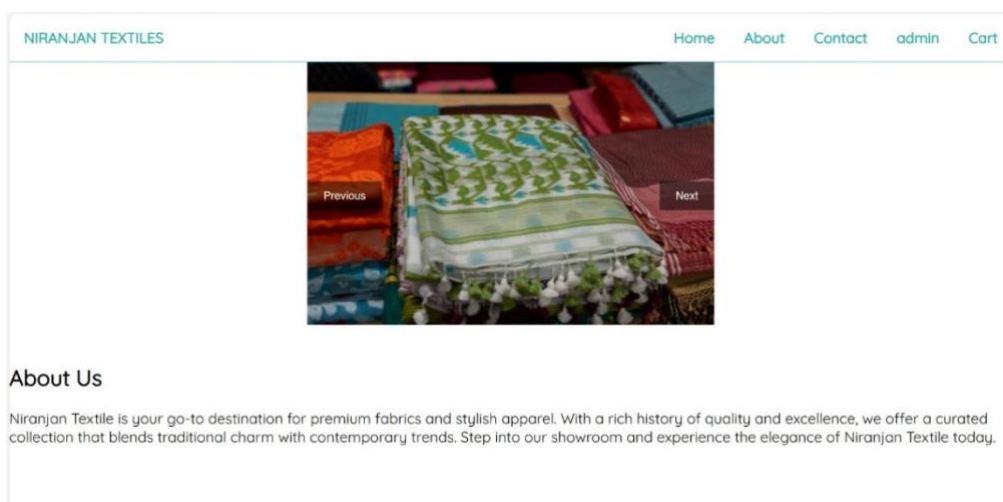 NIRANJAN TEXTILES
Home About Contact admin Cart
Previous
Next
About Us
Niranjan Textile is your go-to destination for premium fabrics and stylish apparel. With a rich history of quality and excellence, we offer a curated
collection that blends traditional charm with contemporary trends. Step into our showroom and experience the elegance of Niranjan Textile today.